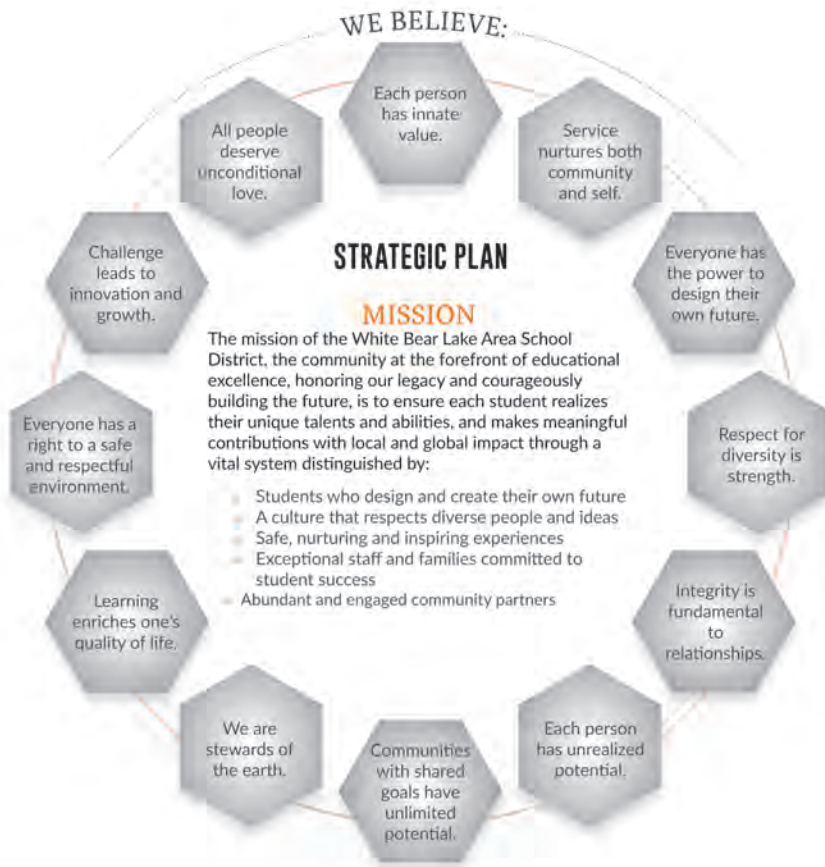 WE BELIEVE:
Each person
has innate
value.
Service
nurtures both
community
and self.
Everyone has
the power to
design their
own future.
Respect for
diversity is
strength.
Integrity is
fundamental
to
relationships.
Each person
has unrealized
potential.
Communities
with shared
goals have
unlimited
potential.
We are
stewards of
the earth.
Learning
enriches one's
quality of life.
Everyone has a
right to a safe
and respectful
environment.
Challenge
leads to
innovation and
growth.
All people
deserve
unconditional
love.
STRATEGIC PLAN
MISSION
The mission of the White Bear Lake Area School
District, the community at the forefront of educational
excellence, honoring our legacy and courageously
building the future, is to ensure each student realizes
their unique talents and abilities, and makes meaningful
contributions with local and global impact through a
vital system distinguished by:
Students who design and create their own future
A culture that respects diverse people and ideas
Safe, nurturing and inspiring experiences
Exceptional staff and families committed to
student success
Abundant and engaged community partners